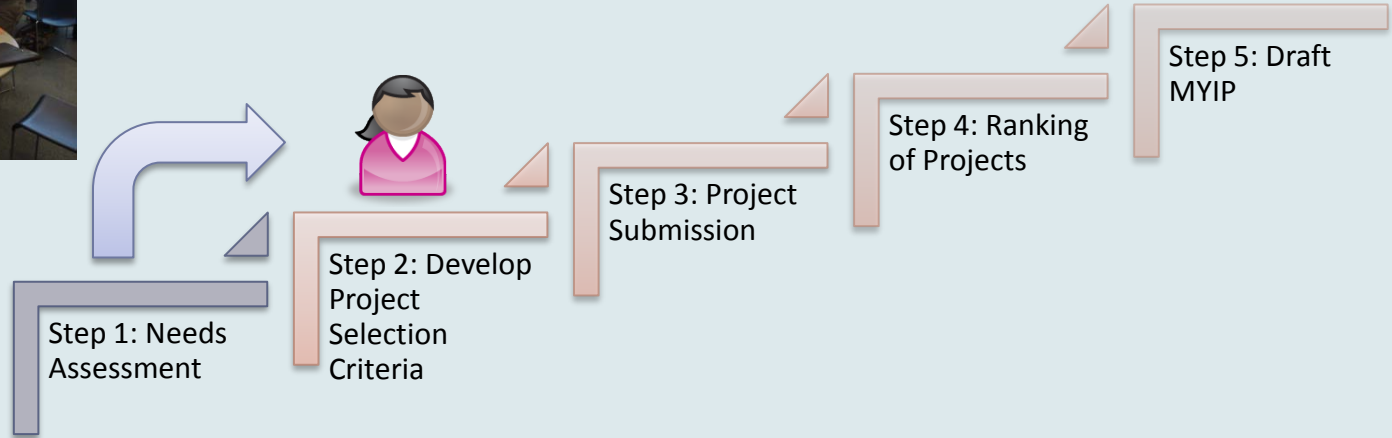 Step 1: Needs
Assessment
Step 2: Develop
Project
Selection
Criteria
Step 3: Project
Submission
Step 4: Ranking
of Projects
Step 5: Draft
MYIP